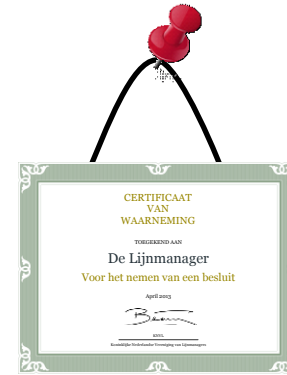 CERTIFICAAT
VAN
WAARNEMING
TOEGEKEND AAN
De Lijnmanager
Voor het nemen van een besluit
April 2013
KNVL
Koninklijke Nederlandse Vereniging van Lijnmanagers